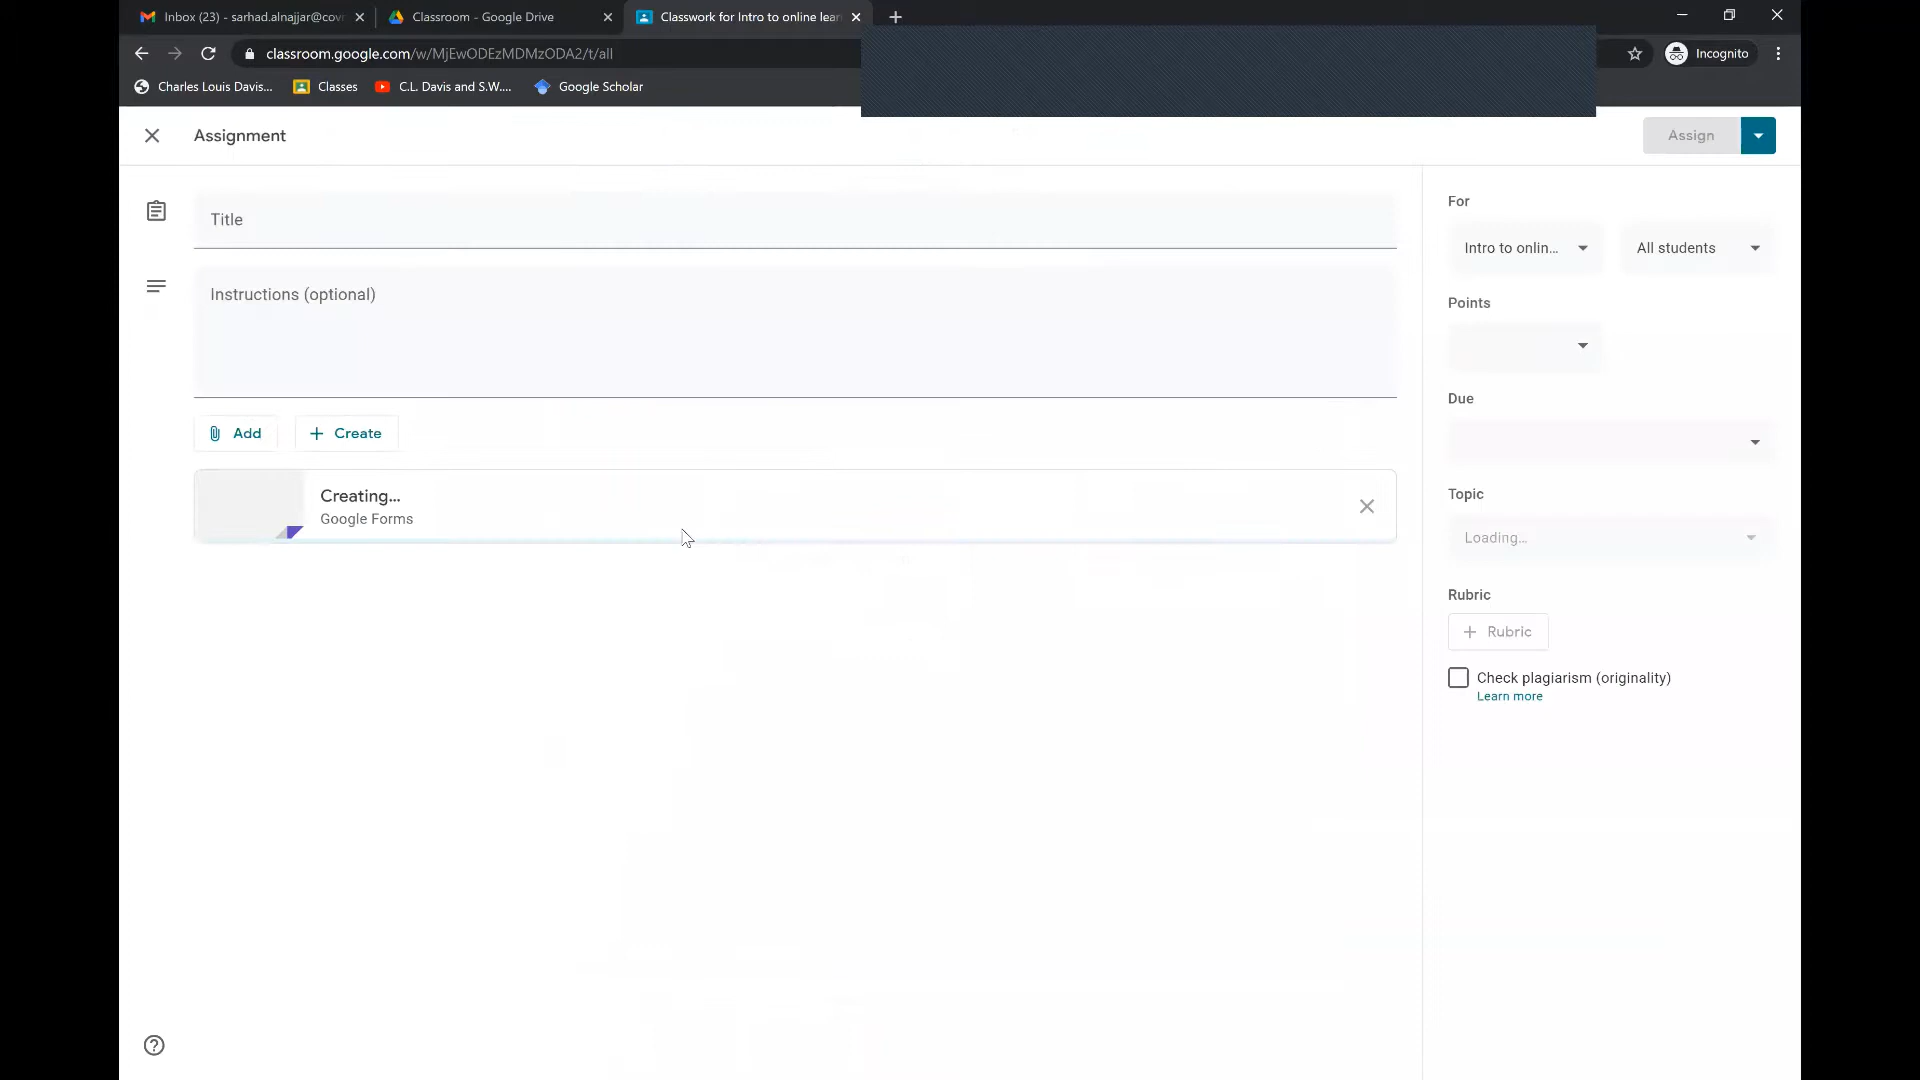 Inbox (23) - sarhad.alnajjar@cov
Classroom - Google Drive
Classwork for Intro to online lear
classroom.google.com/w/MjEwODEzMDMzODA2/t/all
Incognito
Charles Louis Davis...
Classes
C.L. Davis and S.W....
Google Scholar
Assignment
Assign
Title
Instructions (optional)
Add
Create
Creating...
Google Forms
For
Intro to onlin...
All students
Points
Due
Topic
Loading...
Rubric
Rubric
Check plagiarism (originality)
Learn more